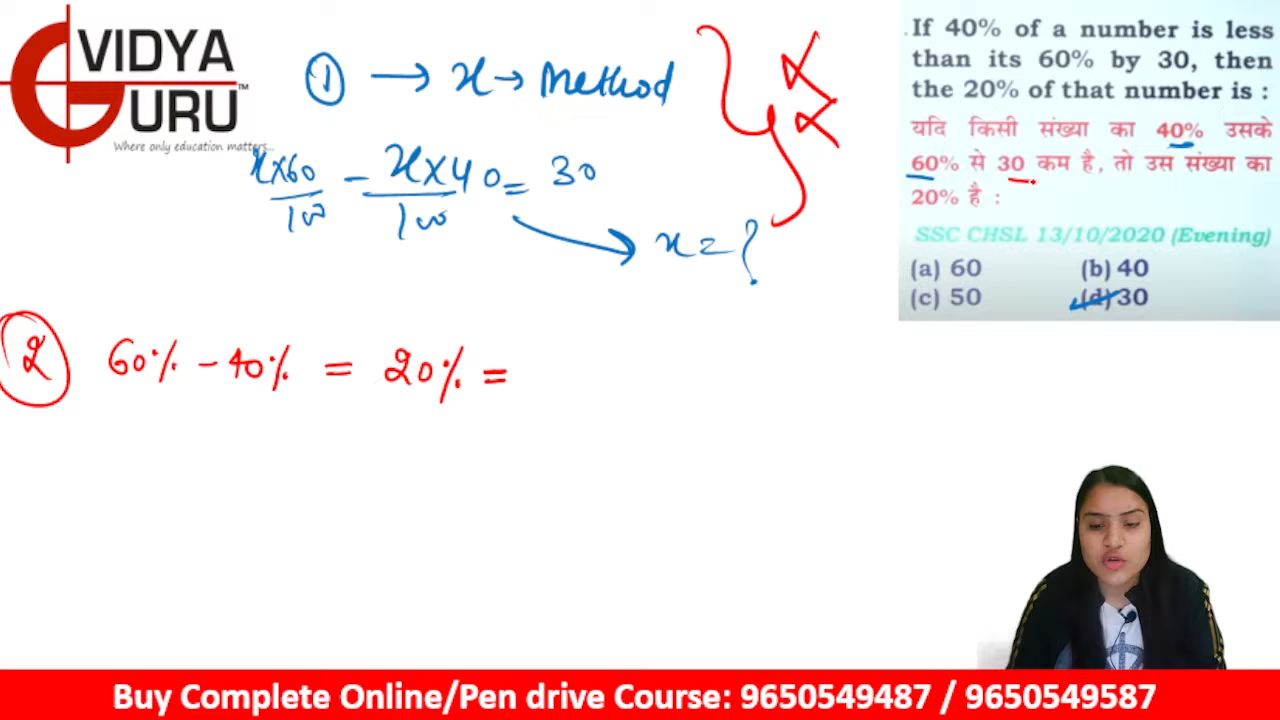 VIDYA
GURU™
Where only education matters...
① → x → Method
x×60/100 - x×40/100 = 30
x = ?
② 60% - 40% = 20% =
If 40% of a number is less
than its 60% by 30, then
the 20% of that number is :
यदि किसी संख्या का 40% उसके
60% से 30 कम है, तो उस संख्या का
20% है :
SSC CHSL 13/10/2020 (Evening)
(a) 60 (b) 40
(c) 50 (d) 30
Buy Complete Online/Pen drive Course: 9650549487 / 9650549587